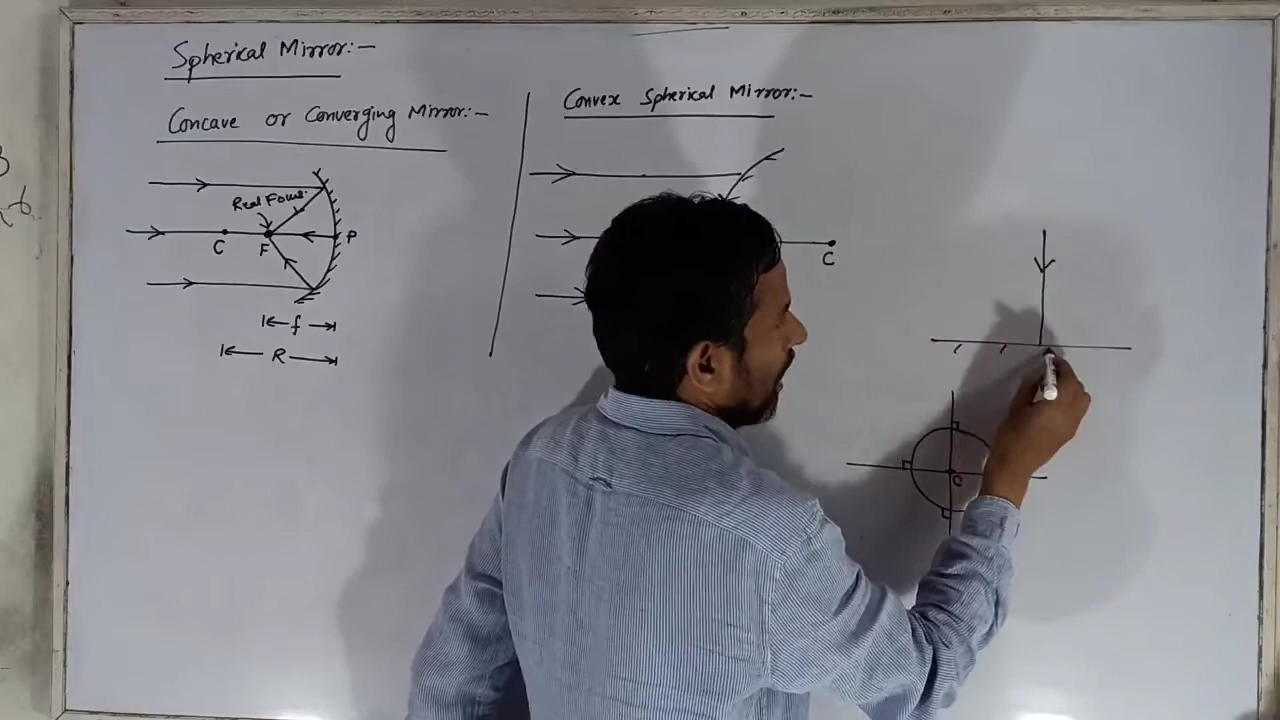 Spherical Mirror:-
Concave or Converging Mirror:-
Real Focus
C
F
P
f
R
Convex Spherical Mirror:-
C
C